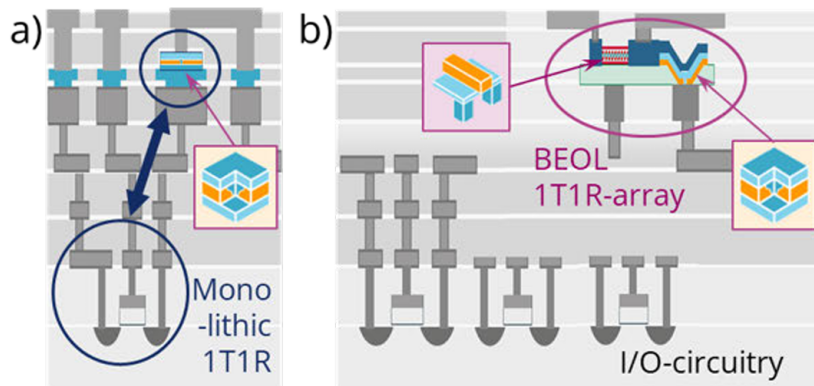 a)
Mono
-lithic
1T1R
b)
BEOL
1T1R-array
I/O-circuitry